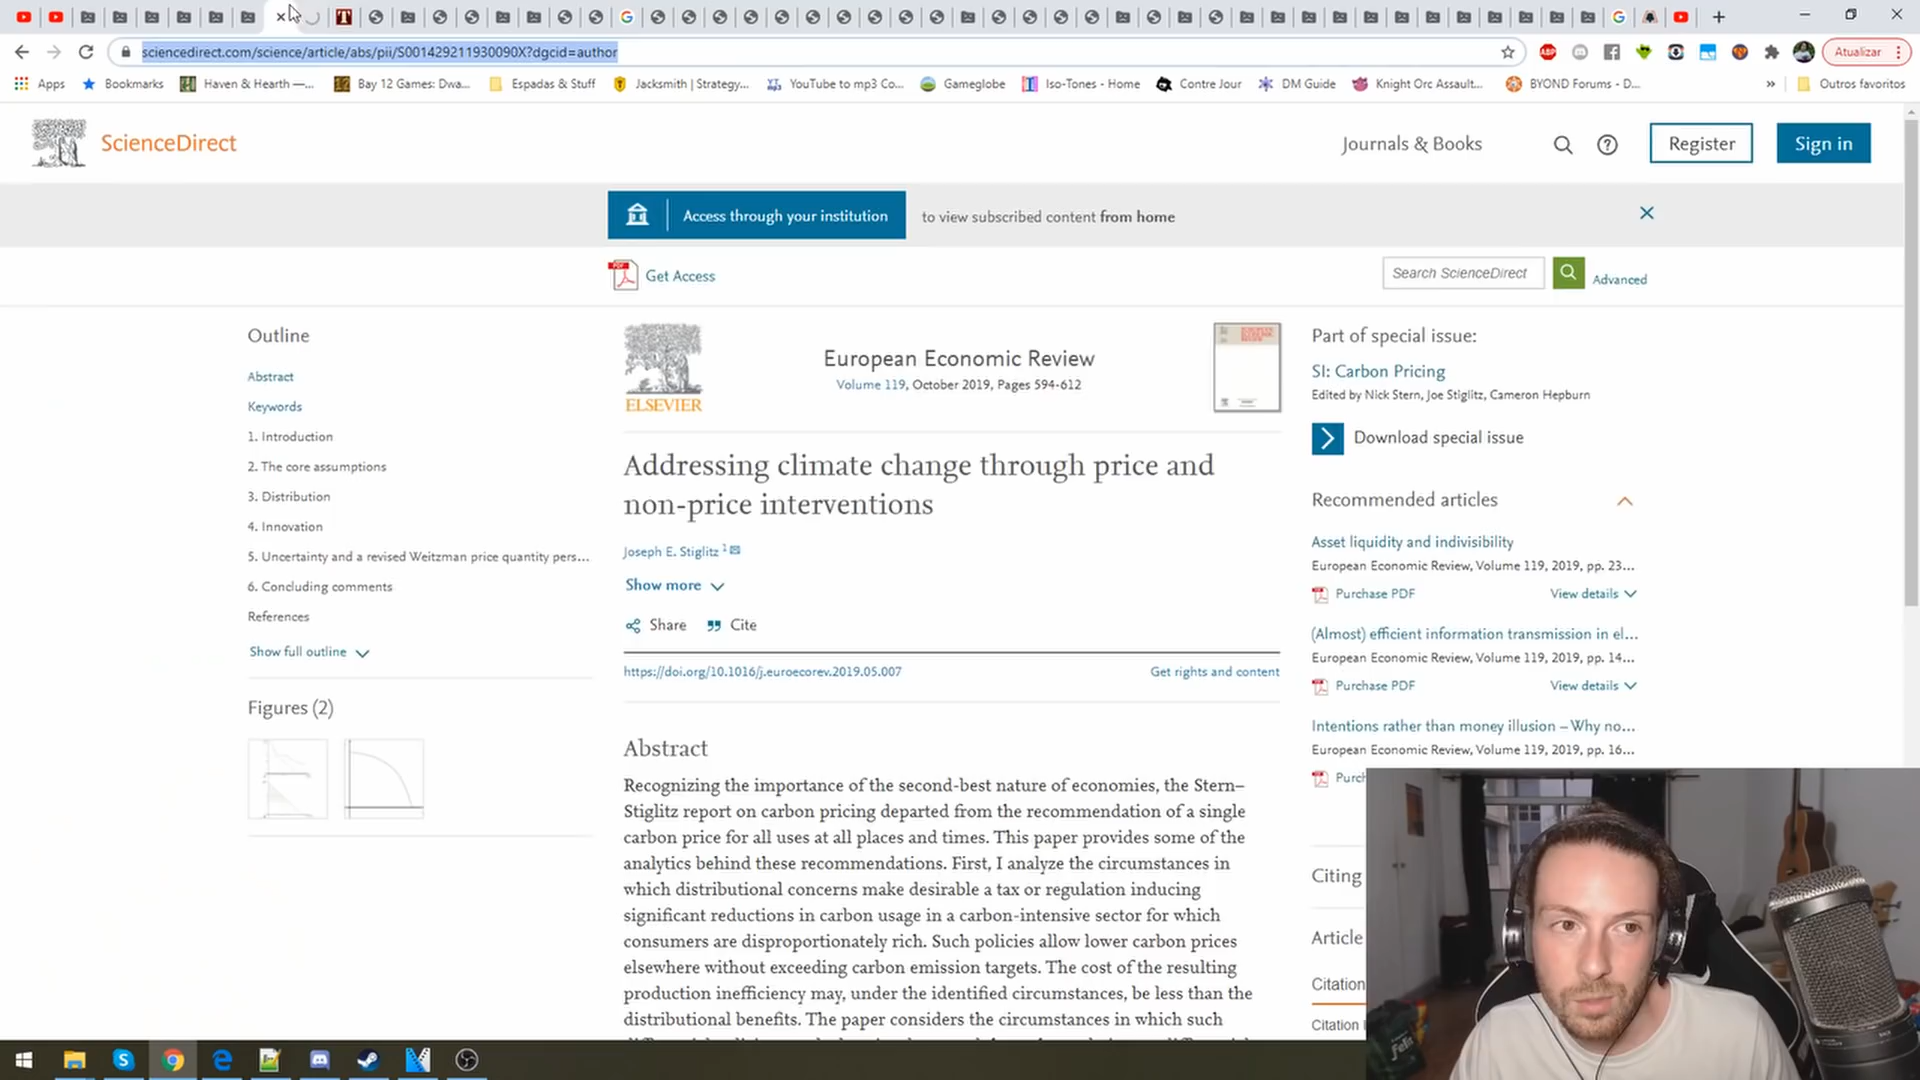 sciencedirect.com/science/article/abs/pii/S001429211930090X?dgcid=author
Atualizar
Apps
Bookmarks
Haven & Hearth —...
Bay 12 Games: Dwa...
Espadas & Stuff
Jacksmith | Strategy...
YouTube to mp3 Co...
Gameglobe
Iso-Tones - Home
Contre Jour
DM Guide
Knight Orc Assault...
BYOND Forums - D...
»
Outros favoritos
ScienceDirect
Journals & Books
Register
Sign in
Access through your institution
to view subscribed content from home
Get Access
Search ScienceDirect
Advanced
Outline
Abstract
Keywords
1. Introduction
2. The core assumptions
3. Distribution
4. Innovation
5. Uncertainty and a revised Weitzman price quantity pers...
6. Concluding comments
References
Show full outline
Figures (2)
ELSEVIER
European Economic Review
Volume 119, October 2019, Pages 594-612
Addressing climate change through price and
non-price interventions
Joseph E. Stiglitz 1
Show more
Share
Cite
https://doi.org/10.1016/j.euroecorev.2019.05.007
Get rights and content
Abstract
Recognizing the importance of the second-best nature of economies, the Stern–
Stiglitz report on carbon pricing departed from the recommendation of a single
carbon price for all uses at all places and times. This paper provides some of the
analytics behind these recommendations. First, I analyze the circumstances in
which distributional concerns make desirable a tax or regulation inducing
significant reductions in carbon usage in a carbon-intensive sector for which
consumers are disproportionately rich. Such policies allow lower carbon prices
elsewhere without exceeding carbon emission targets. The cost of the resulting
production inefficiency may, under the identified circumstances, be less than the
distributional benefits. The paper considers the circumstances in which such
Part of special issue:
SI: Carbon Pricing
Edited by Nick Stern, Joe Stiglitz, Cameron Hepburn
Download special issue
Recommended articles
Asset liquidity and indivisibility
European Economic Review, Volume 119, 2019, pp. 23...
Purchase PDF
View details
(Almost) efficient information transmission in el...
European Economic Review, Volume 119, 2019, pp. 14...
Purchase PDF
View details
Intentions rather than money illusion – Why no...
European Economic Review, Volume 119, 2019, pp. 16...
Purch
Citing
Article
Citation
Citation